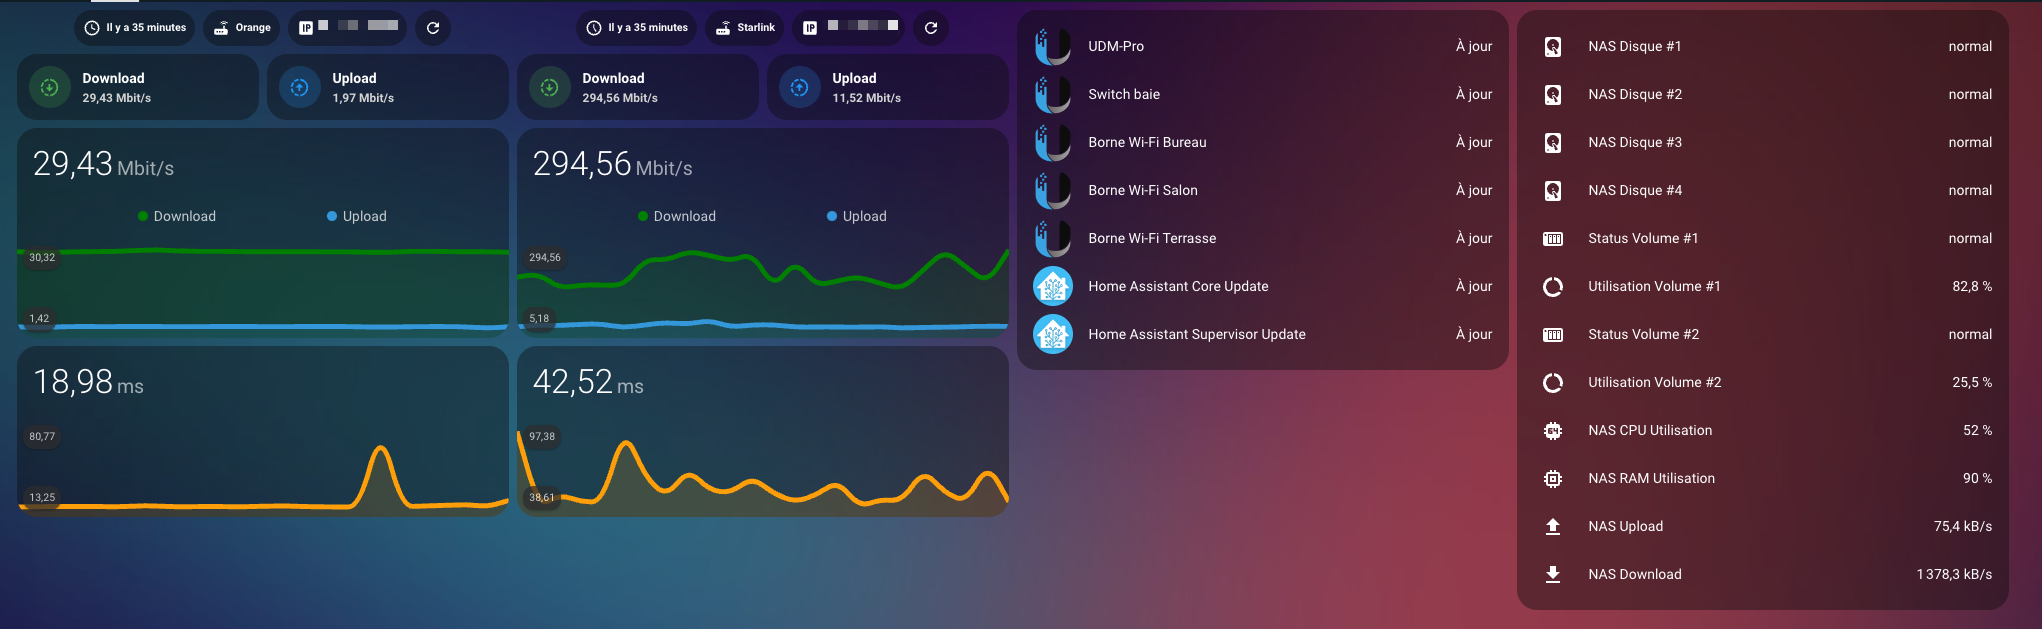 Il y a 35 minutes
Orange
IP
Download
29,43 Mbit/s
Upload
1,97 Mbit/s
29,43 Mbit/s
Download
Upload
30,32
1,42
18,98 ms
80,77
13,25
Il y a 35 minutes
Starlink
IP
Download
294,56 Mbit/s
Upload
11,52 Mbit/s
294,56 Mbit/s
Download
Upload
294,56
5,18
42,52 ms
97,38
38,61
UDM-Pro À jour
Switch baie À jour
Borne Wi-Fi Bureau À jour
Borne Wi-Fi Salon À jour
Borne Wi-Fi Terrasse À jour
Home Assistant Core Update À jour
Home Assistant Supervisor Update À jour
NAS Disque #1 normal
NAS Disque #2 normal
NAS Disque #3 normal
NAS Disque #4 normal
Status Volume #1 normal
Utilisation Volume #1 82,8 %
Status Volume #2 normal
Utilisation Volume #2 25,5 %
64
NAS CPU Utilisation 52 %
NAS RAM Utilisation 90 %
NAS Upload 75,4 kB/s
NAS Download 1 378,3 kB/s